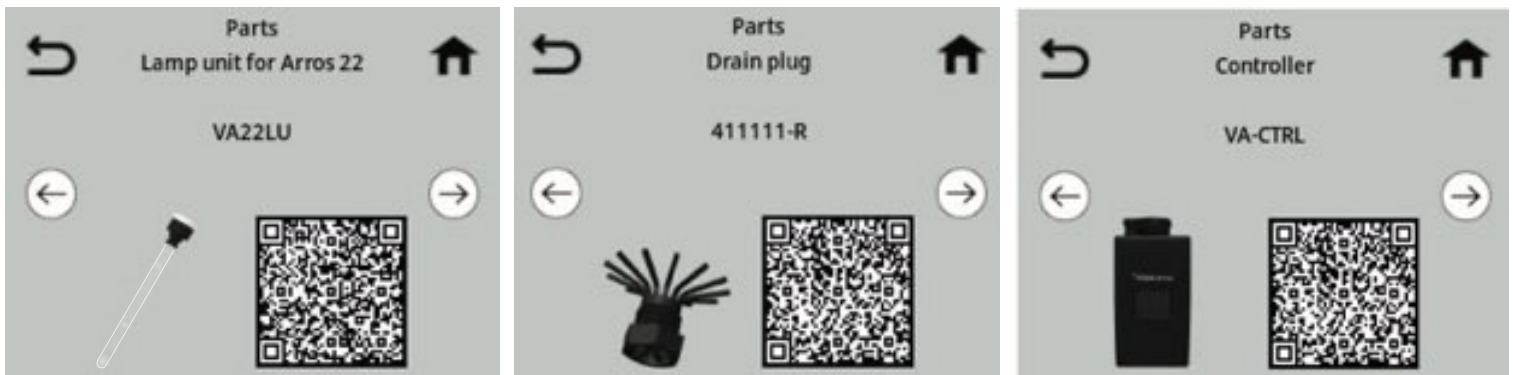 Parts
Lamp unit for Arros 22
VA22LU
Parts
Drain plug
411111-R
Parts
Controller
VA-CTRL